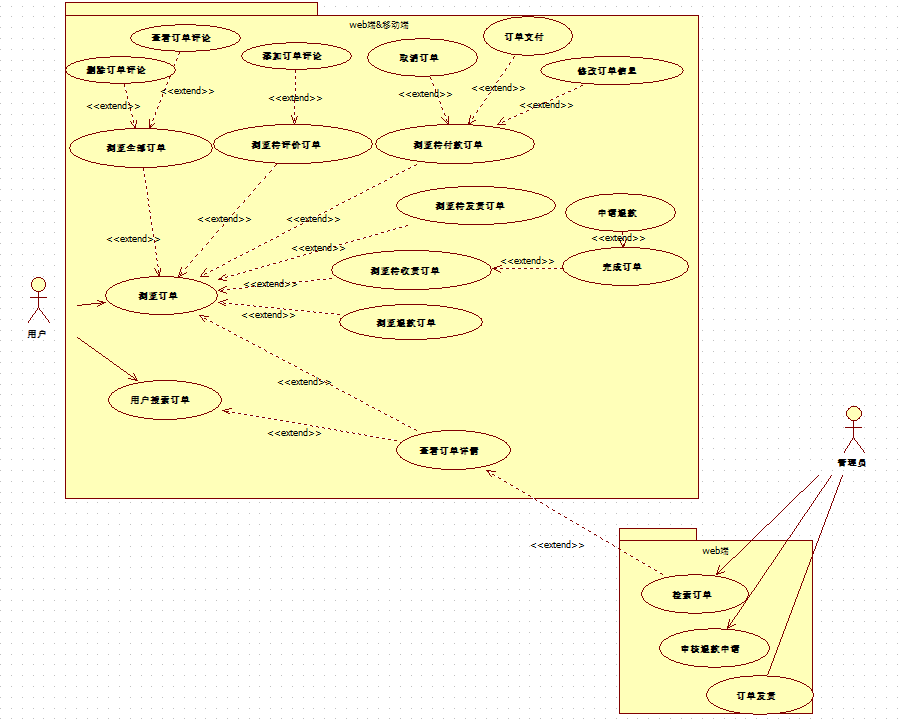 web端&移动端
查看订单评论
删除订单评论
添加订单评论
取消订单
订单支付
修改订单信息
<<extend>>
<<extend>>
<<extend>>
<<extend>>
<<extend>>
<<extend>>
浏览全部订单
浏览待评价订单
浏览待付款订单
浏览待发货订单
申请退款
<<extend>>
<<extend>>
<<extend>>
<<extend>>
<<extend>>
<<extend>>
浏览待收货订单
完成订单
用户
浏览订单
<<extend>>
<<extend>>
浏览退款订单
<<extend>>
用户搜索订单
<<extend>>
查看订单详情
管理员
<<extend>>
web端
检索订单
审核退款申请
订单发货